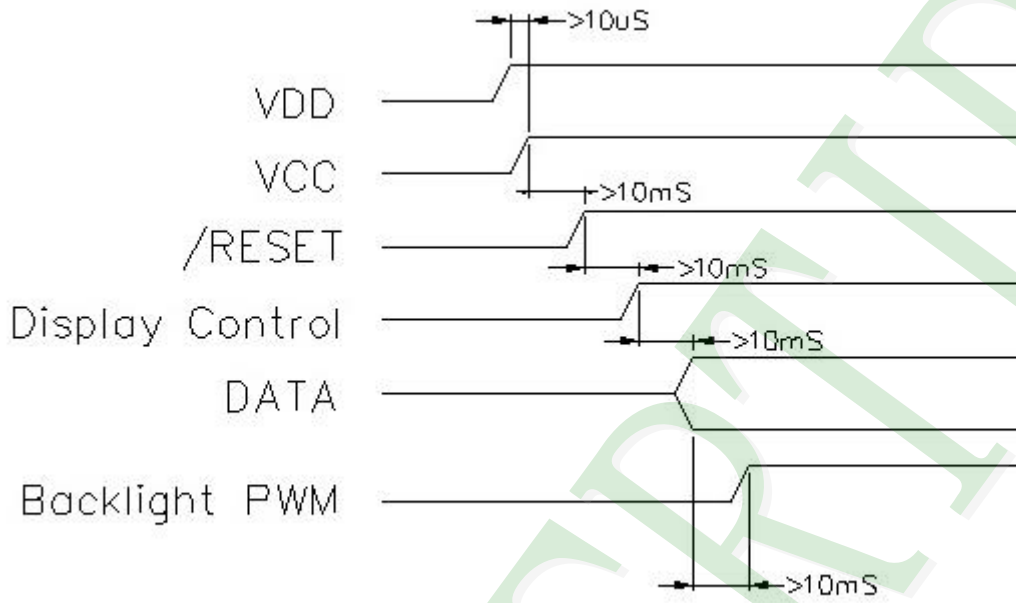 >10uS
VDD
VCC
>10mS
/RESET
>10mS
Display Control
>10mS
DATA
Backlight PWM
>10mS